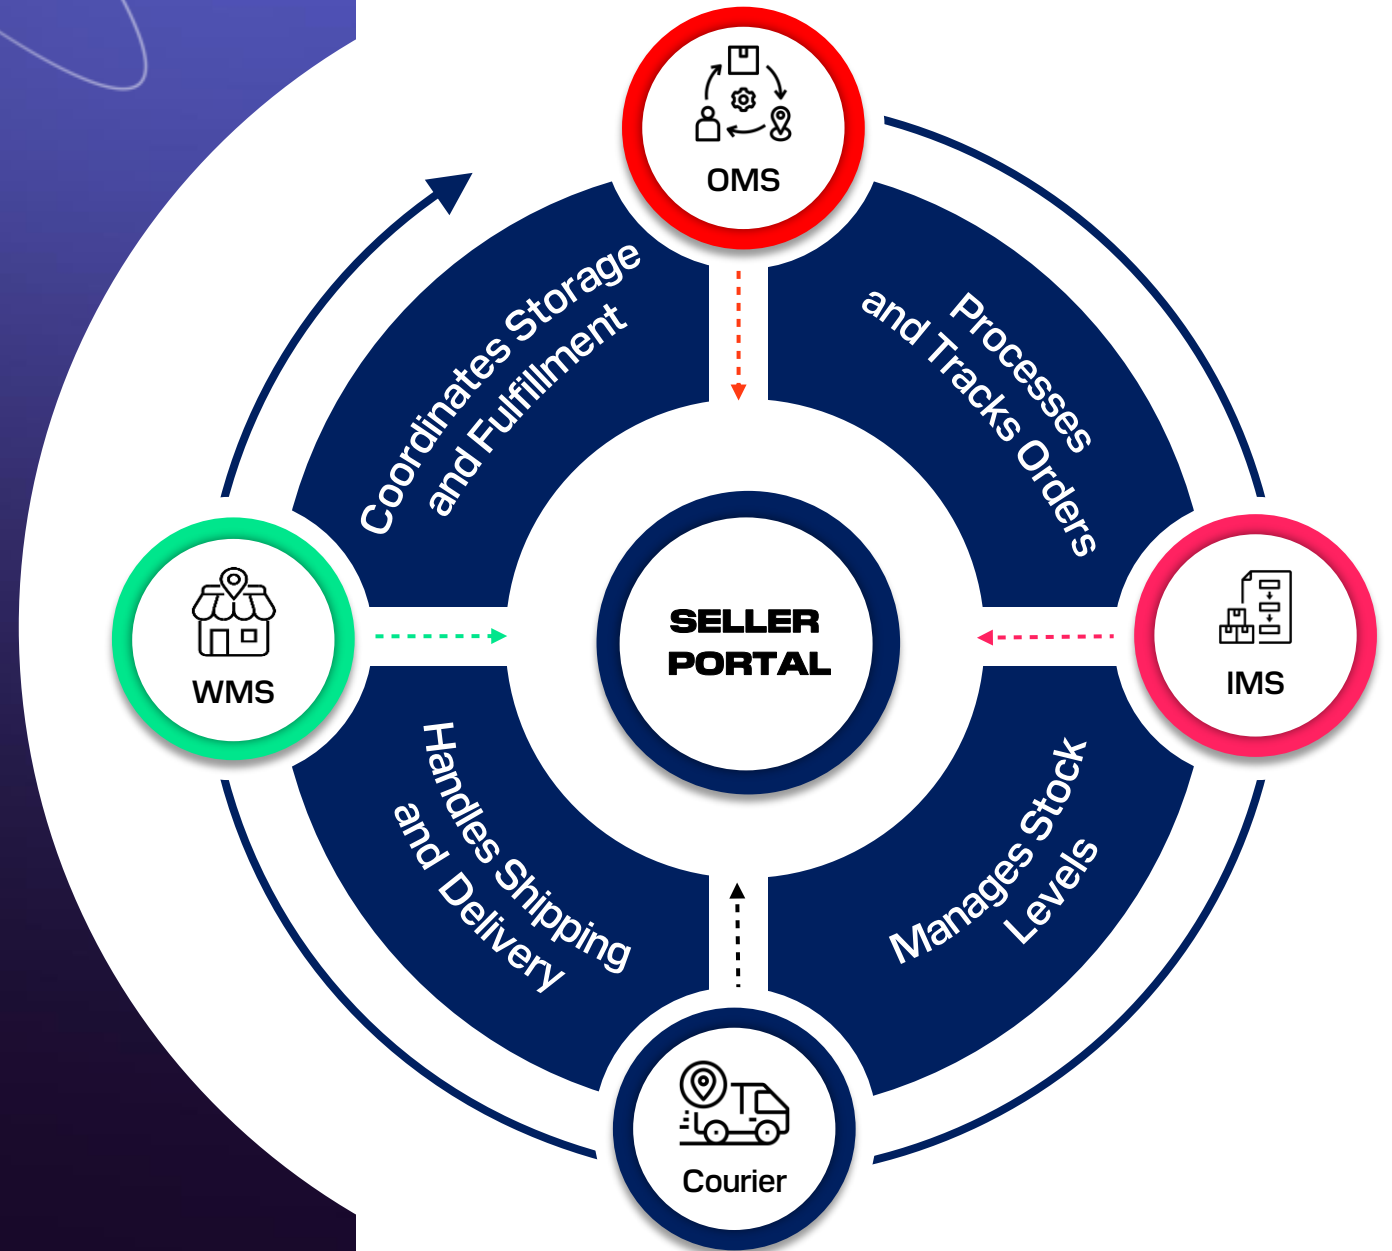 OMS
Coordinates Storage
and Fulfillment
Processes
and Tracks Orders
WMS
SELLER
PORTAL
IMS
Handles Shipping
and Delivery
Manages Stock
Levels
Courier